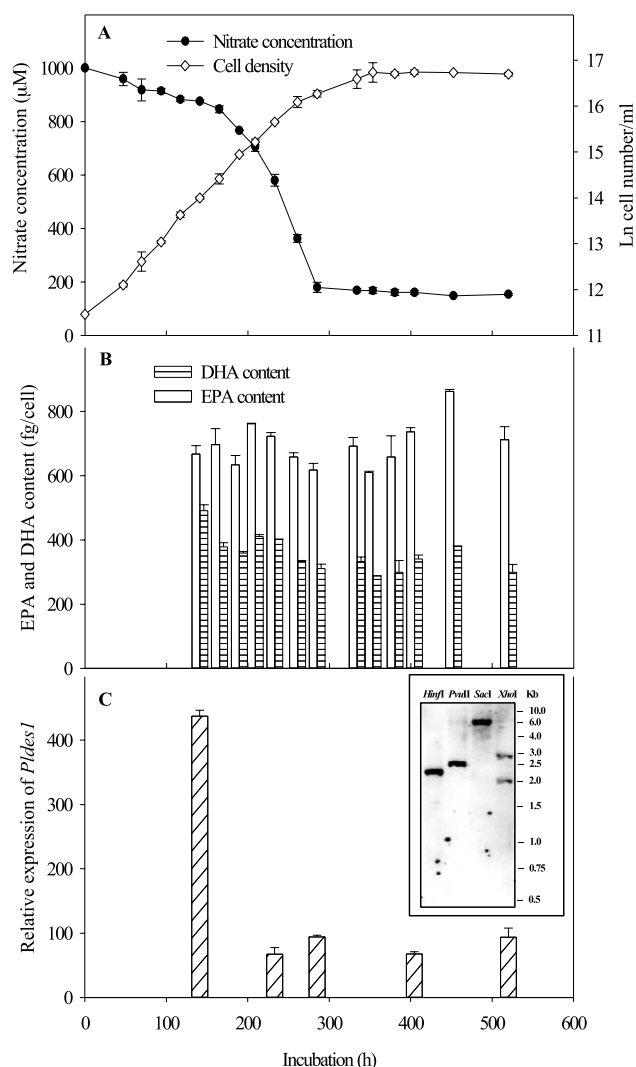 A
Nitrate concentration
Cell density
Nitrate concentration (µM)
1000
800
600
400
200
0
Ln cell number/ml
17
16
15
14
13
12
11
B
DHA content
EPA content
EPA and DHA content (fg/cell)
800
600
400
200
0
C
Relative expression of Pldes1
400
300
200
100
0
HinfI PvuII SacI XhoI Kb
10.0
6.0
4.0
3.0
2.5
2.0
1.5
1.0
0.75
0.5
0 100 200 300 400 500 600
Incubation (h)